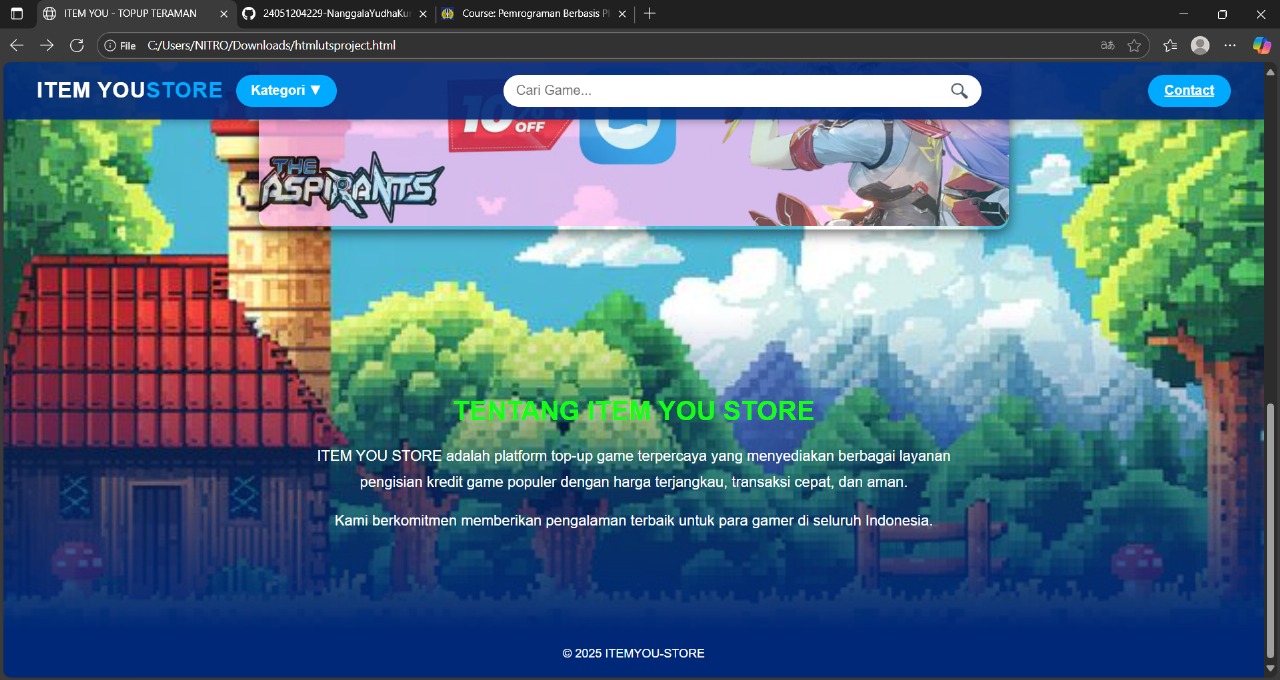 ITEM YOU - TOPUP TERAMAN
24051204229-NanggalaYudhaKu
Course: Pemrograman Berbasis P
File
C:/Users/NITRO/Downloads/htmlutsproject.html
ITEM YOUSTORE
Kategori ▼
Cari Game...
Contact
10%
OFF
THE
ASPIRANTS
TENTANG ITEM YOU STORE
ITEM YOU STORE adalah platform top-up game terpercaya yang menyediakan berbagai layanan
pengisian kredit game populer dengan harga terjangkau, transaksi cepat, dan aman.
Kami berkomitmen memberikan pengalaman terbaik untuk para gamer di seluruh Indonesia.
© 2025 ITEMYOU-STORE